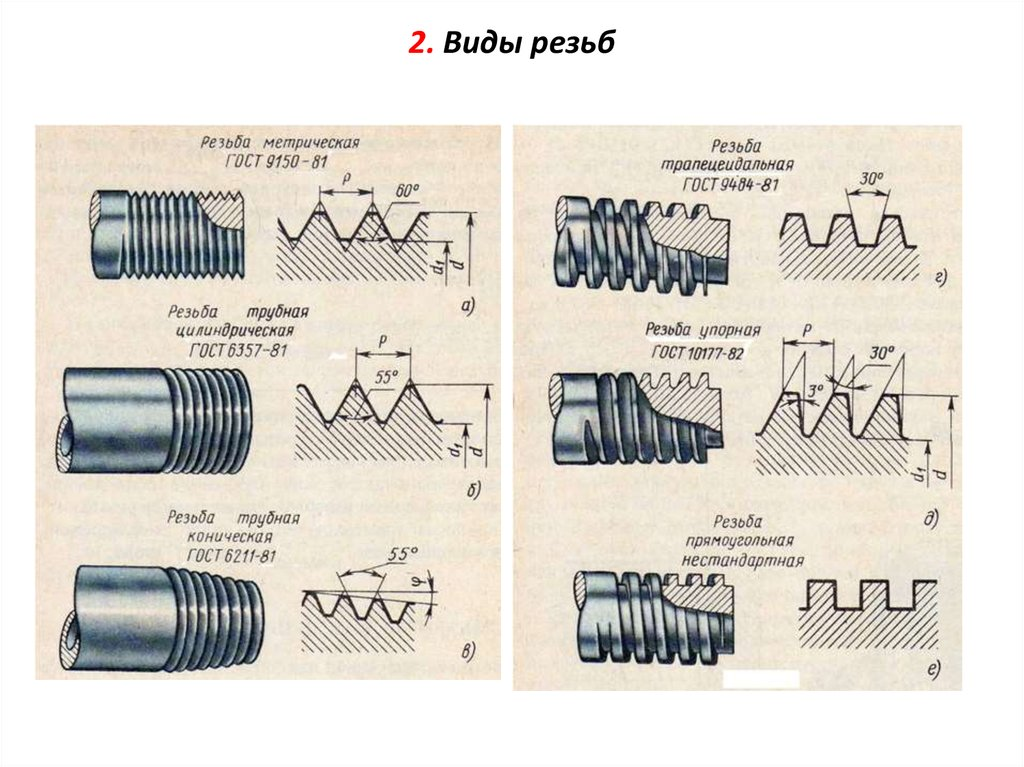 2. Виды резьб
Резьба метрическая
ГОСТ 9150-81
P
60°
d1
d
а)
Резьба трубная
цилиндрическая
ГОСТ 6357-81
P
55°
d1
d
б)
Резьба трубная
коническая
ГОСТ 6211-81
55°
φ
в)
Резьба
трапецеидальная
ГОСТ 9484-81
30°
г)
Резьба упорная
ГОСТ 10177-82
P
30°
3°
d1
d
д)
Резьба
прямоугольная
нестандартная
е)